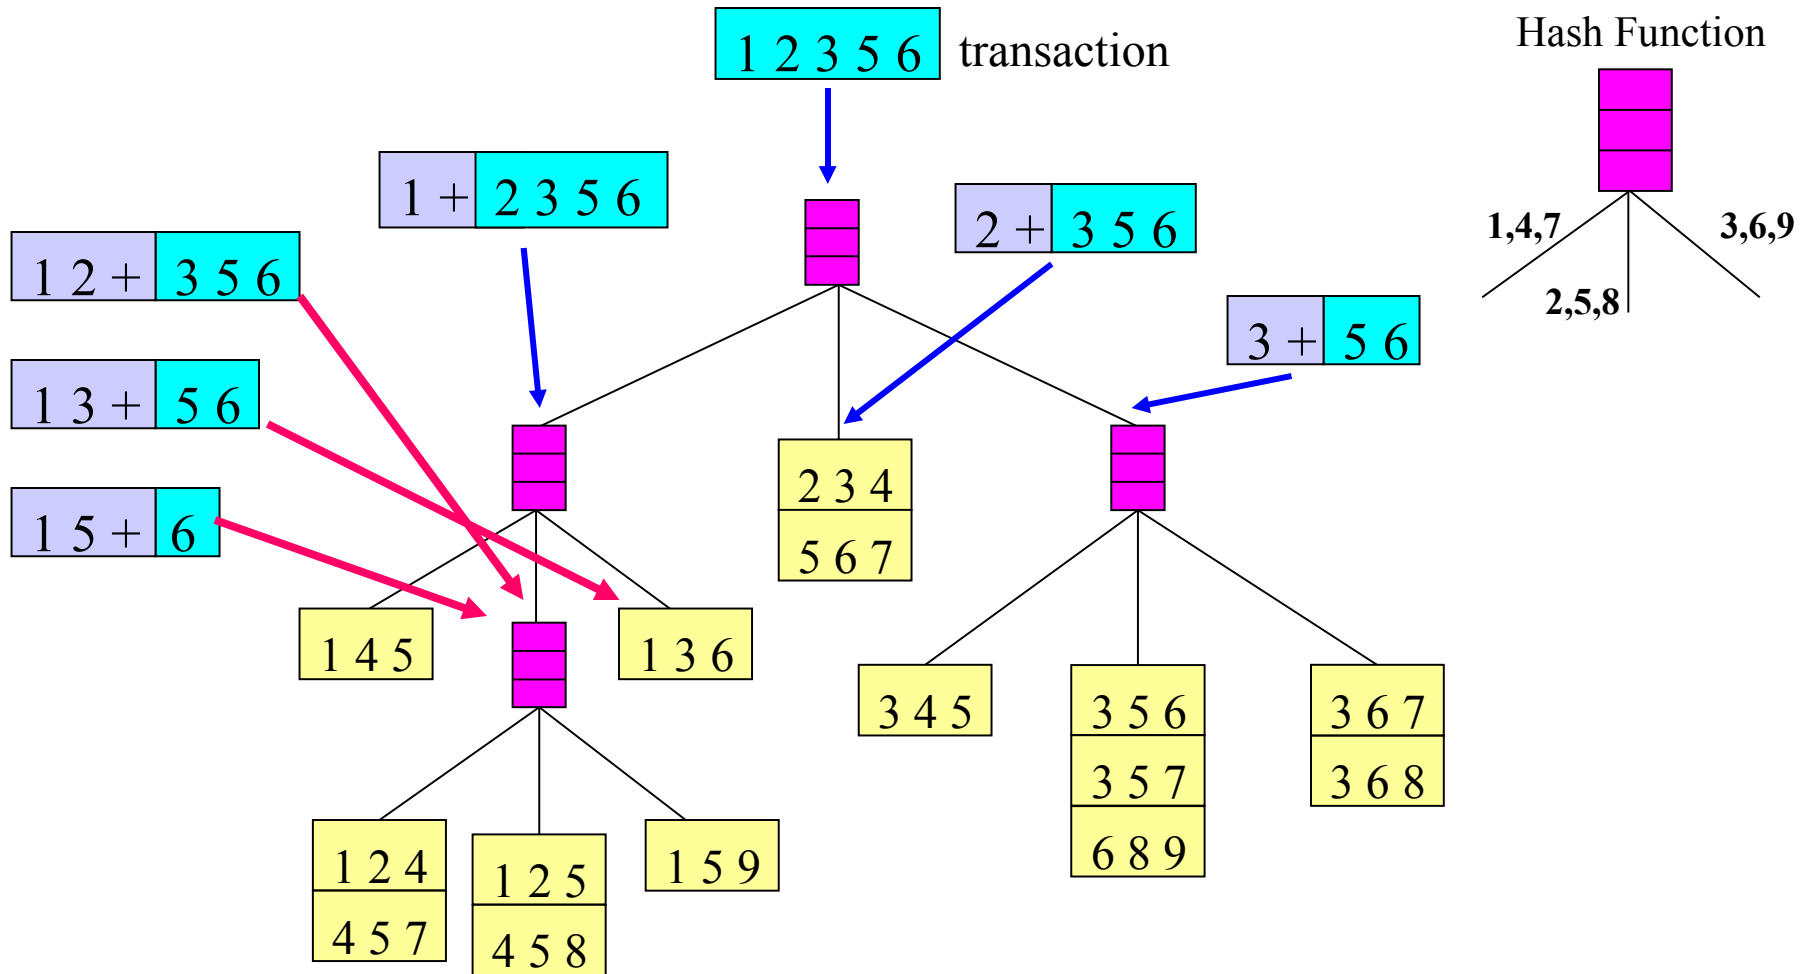 1 2 3 5 6 transaction
Hash Function
1 + 2 3 5 6
2 + 3 5 6
1,4,7
3,6,9
2,5,8
1 2 + 3 5 6
3 + 5 6
1 3 + 5 6
1 5 + 6
2 3 4
5 6 7
1 4 5
1 3 6
3 4 5
3 5 6
3 6 7
3 5 7
3 6 8
6 8 9
1 2 4
1 2 5
1 5 9
4 5 7
4 5 8